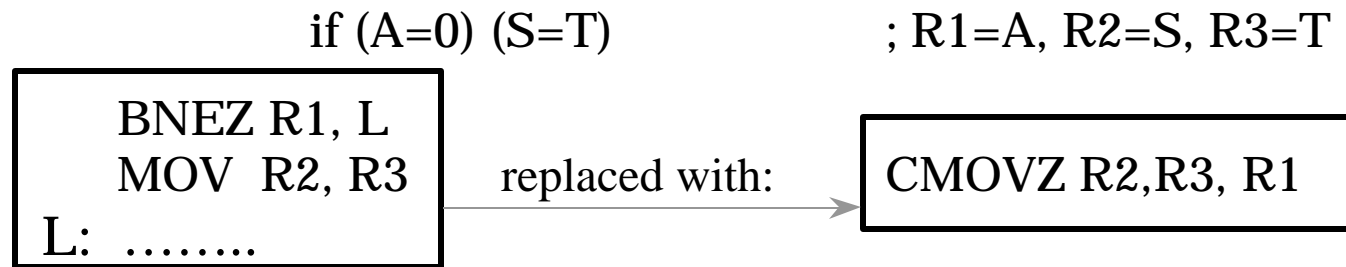 if (A=0) (S=T) ; R1=A, R2=S, R3=T
BNEZ R1, L
MOV R2, R3
L: ……..
replaced with:
CMOVZ R2,R3, R1